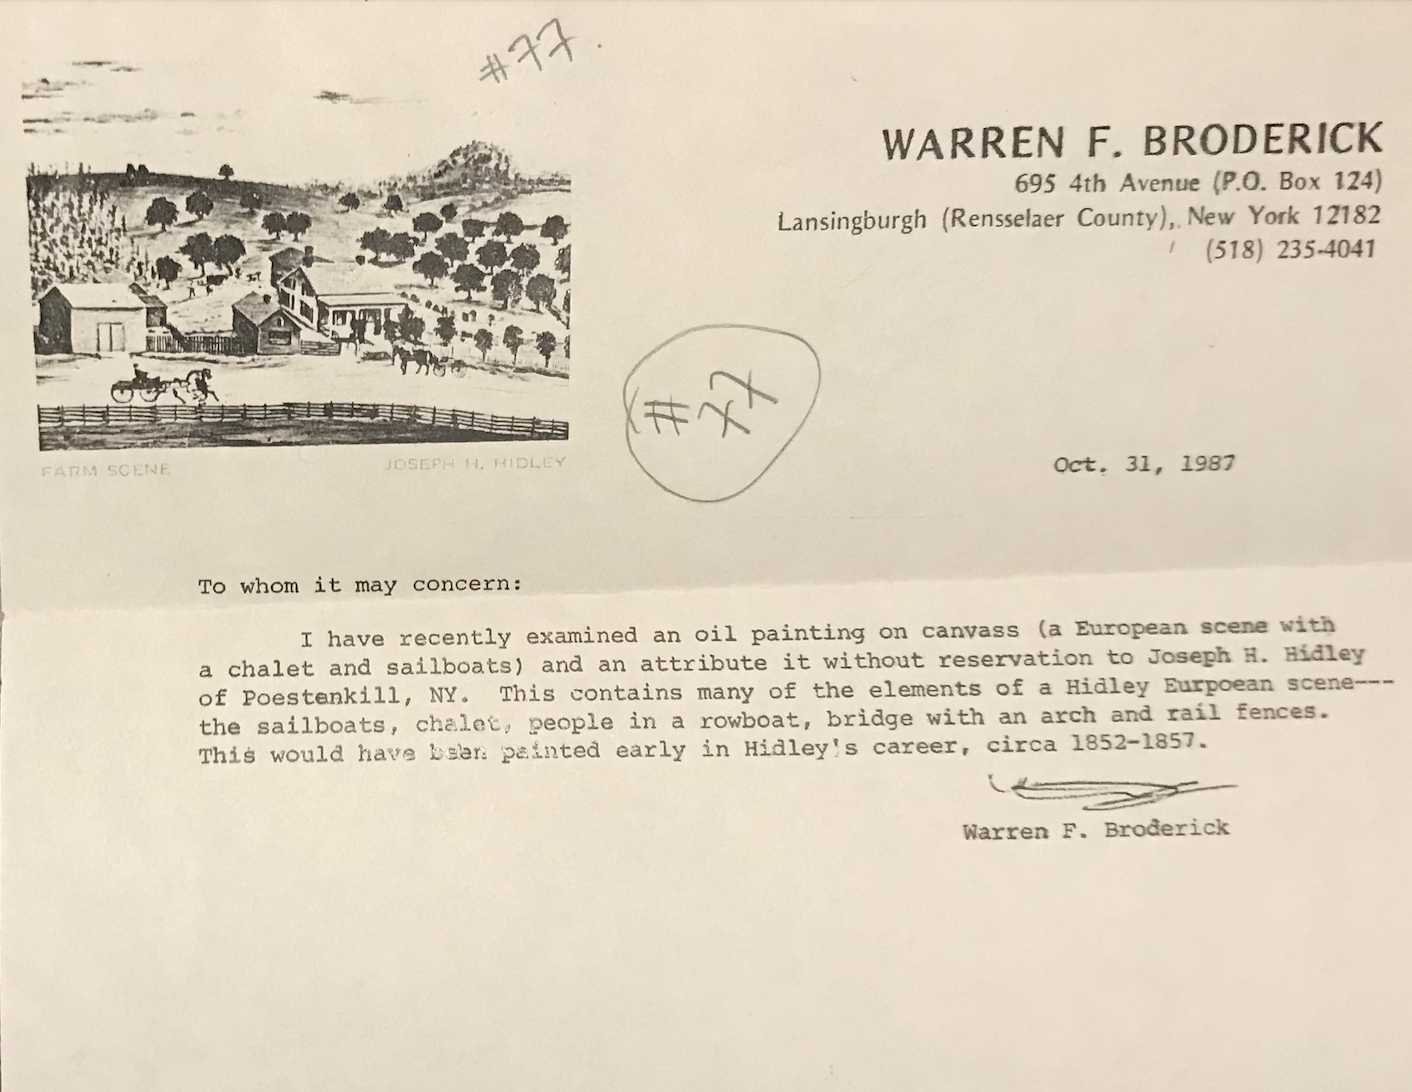 #77
WARREN F. BRODERICK
695 4th Avenue (P.O. Box 124)
Lansingburgh (Rensselaer County), New York 12182
(518) 235-4041
#77
FARM SCENE
JOSEPH H. HIDLEY
Oct. 31, 1987
To whom it may concern:
I have recently examined an oil painting on canvass (a European scene with
a chalet and sailboats) and an attribute it without reservation to Joseph H. Hidley
of Poestenkill, NY. This contains many of the elements of a Hidley Eurpoean scene---
the sailboats, chalet, people in a rowboat, bridge with an arch and rail fences.
This would have been painted early in Hidley's career, circa 1852-1857.
Warren F. Broderick